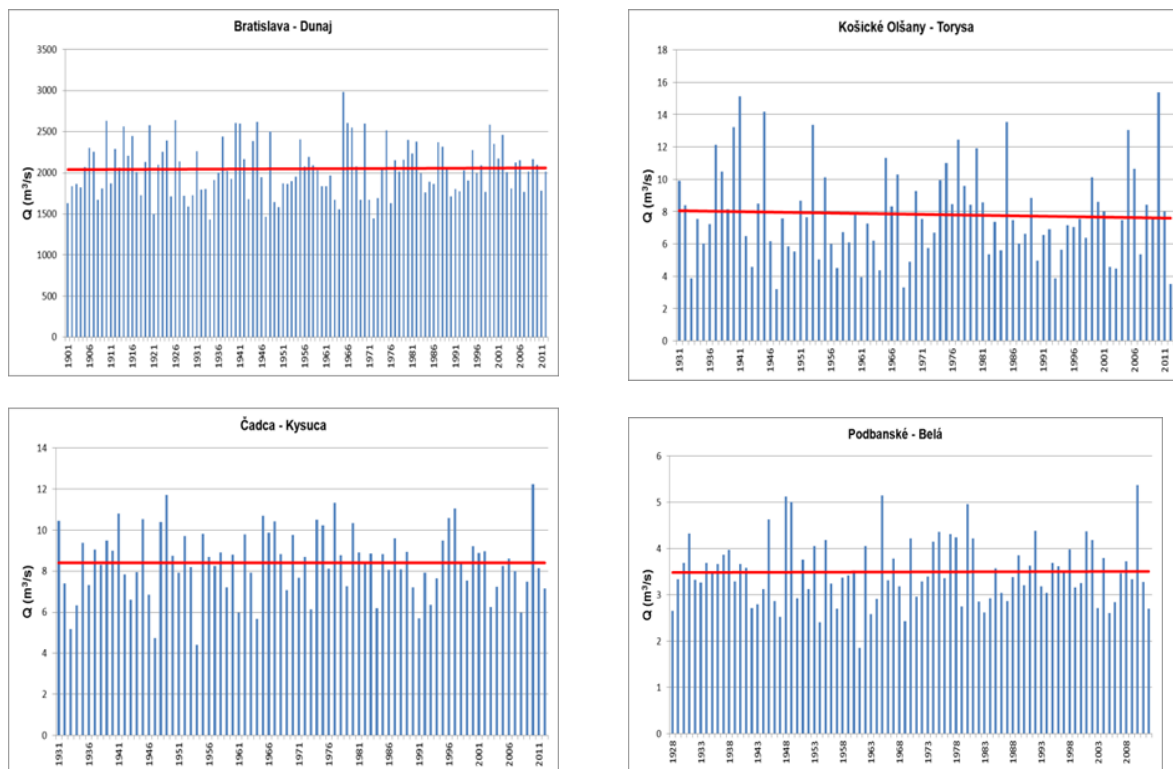 Bratislava - Dunaj
Q (m³/s)
3500
3000
2500
2000
1500
1000
500
0
1901 1906 1911 1916 1921 1926 1931 1936 1941 1946 1951 1956 1961 1966 1971 1976 1981 1986 1991 1996 2001 2006 2011
Košické Olšany - Torysa
Q (m³/s)
18
16
14
12
10
8
6
4
2
0
1931 1936 1941 1946 1951 1956 1961 1966 1971 1976 1981 1986 1991 1996 2001 2006 2011
Čadca - Kysuca
Q (m³/s)
14
12
10
8
6
4
2
0
1931 1936 1941 1946 1951 1956 1961 1966 1971 1976 1981 1986 1991 1996 2001 2006 2011
Podbanské - Belá
Q (m³/s)
6
5
4
3
2
1
0
1928 1933 1938 1943 1948 1953 1958 1963 1968 1973 1978 1983 1988 1993 1998 2003 2008